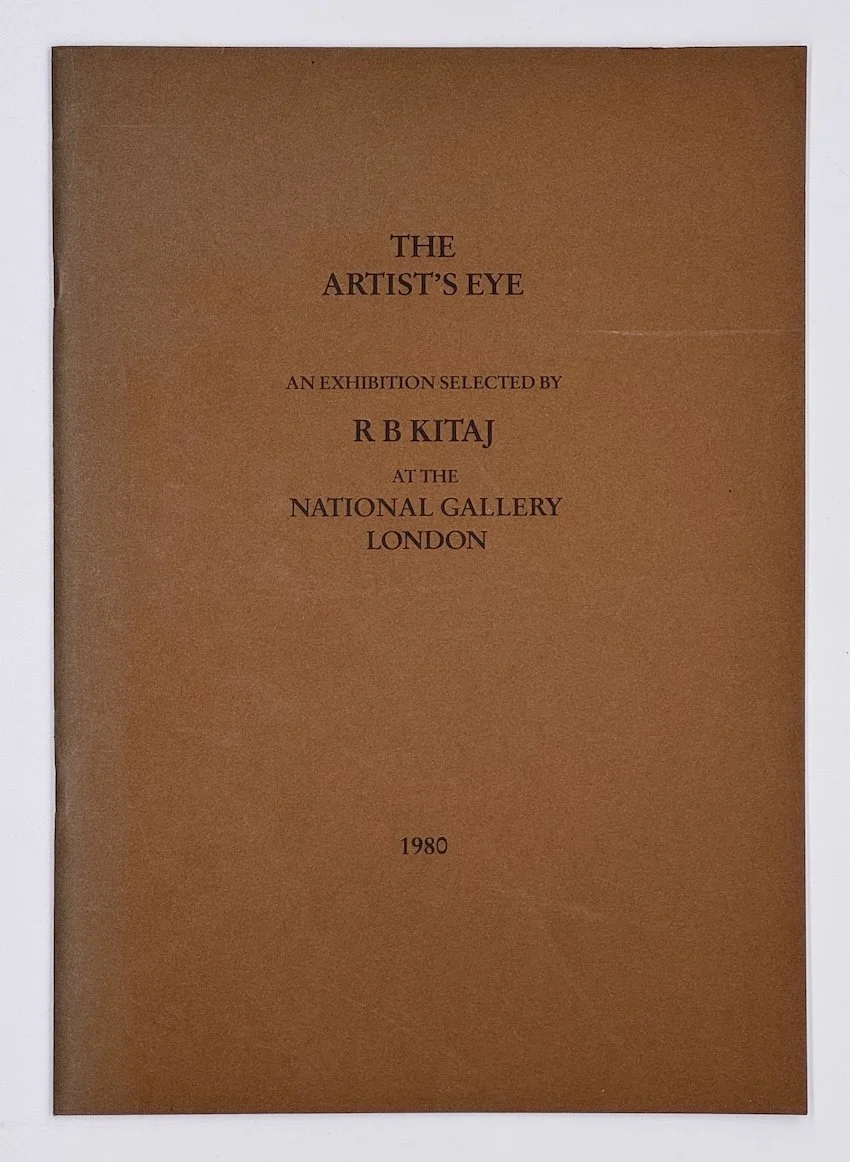 THE
ARTIST’S EYE
AN EXHIBITION SELECTED BY
R B KITAJ
AT THE
NATIONAL GALLERY
LONDON
1980